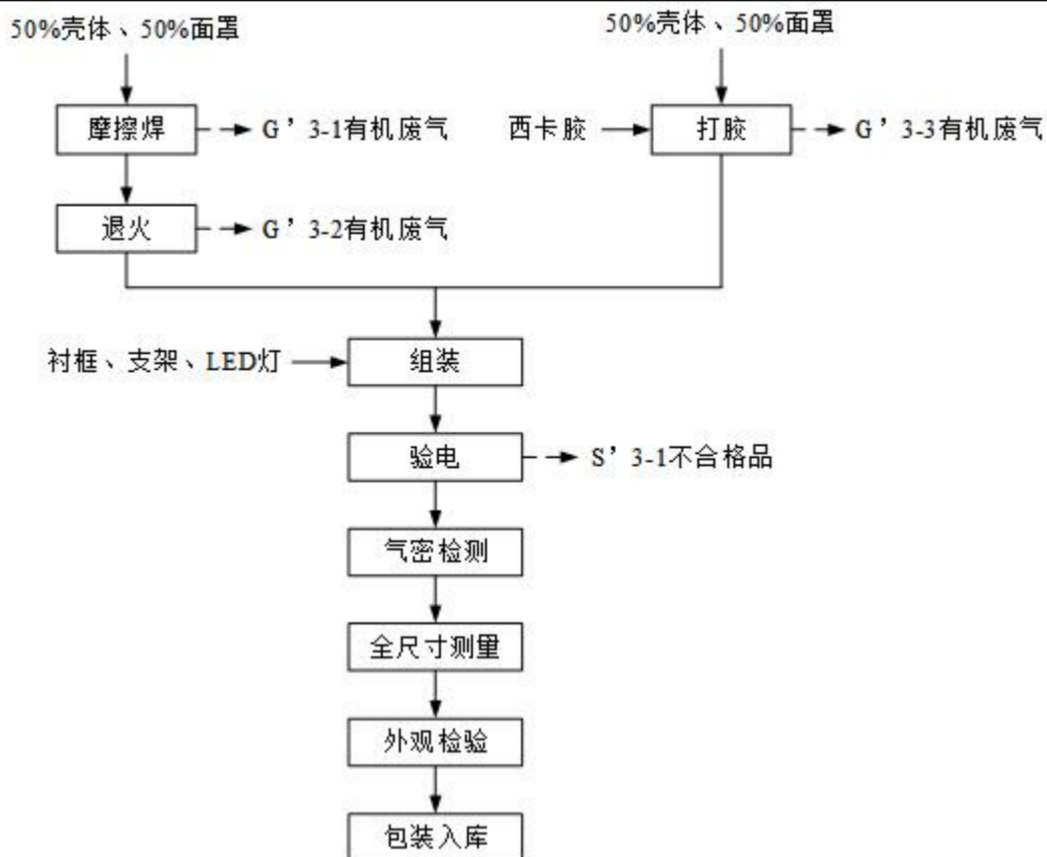 50%壳体、50%面罩
50%壳体、50%面罩
摩擦焊
G’3-1有机废气
西卡胶
打胶
G’3-3有机废气
退火
G’3-2有机废气
衬框、支架、LED灯
组装
验电
S’3-1不合格品
气密检测
全尺寸测量
外观检验
包装入库